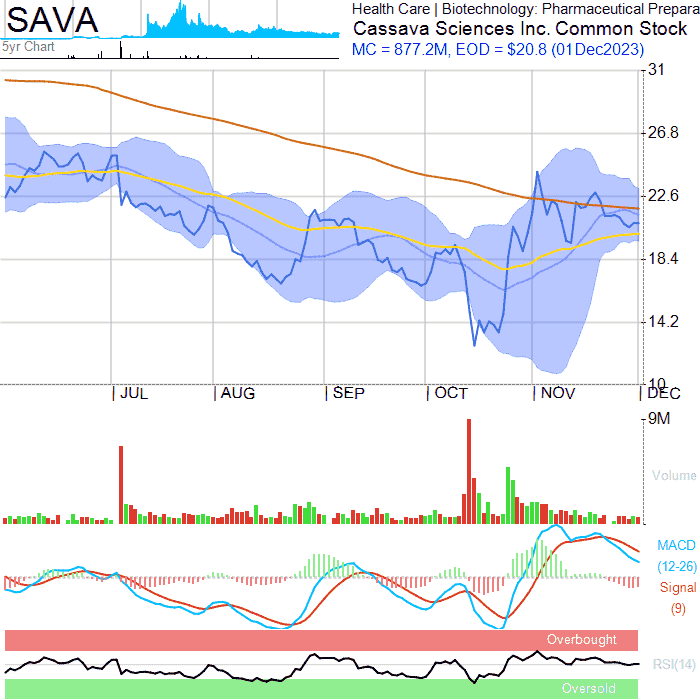 SAVA
5yr Chart
Health Care | Biotechnology: Pharmaceutical Prepara
Cassava Sciences Inc. Common Stock
MC = 877.2M, EOD = $20.8 (01Dec2023)
31
26.8
22.6
18.4
14.2
10
JUL AUG SEP OCT NOV DEC
9M
Volume
MACD
(12-26)
Signal
(9)
Overbought
RSI(14)
Oversold